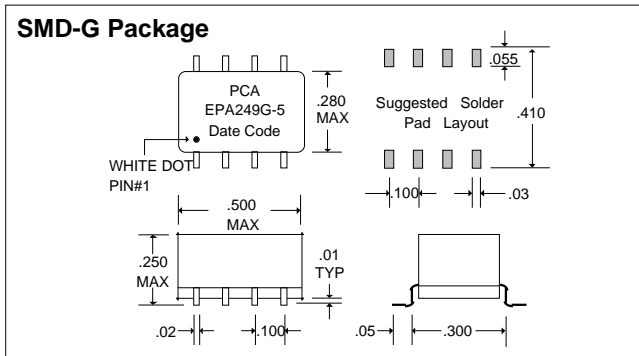 SMD-G Package
PCA
EPA249G-5
Date Code
.280
MAX
WHITE DOT
PIN#1
Suggested Solder
Pad Layout
.055
.410
.100
.03
.500
MAX
.250
MAX
.01
TYP
.02
.100
.05
.300